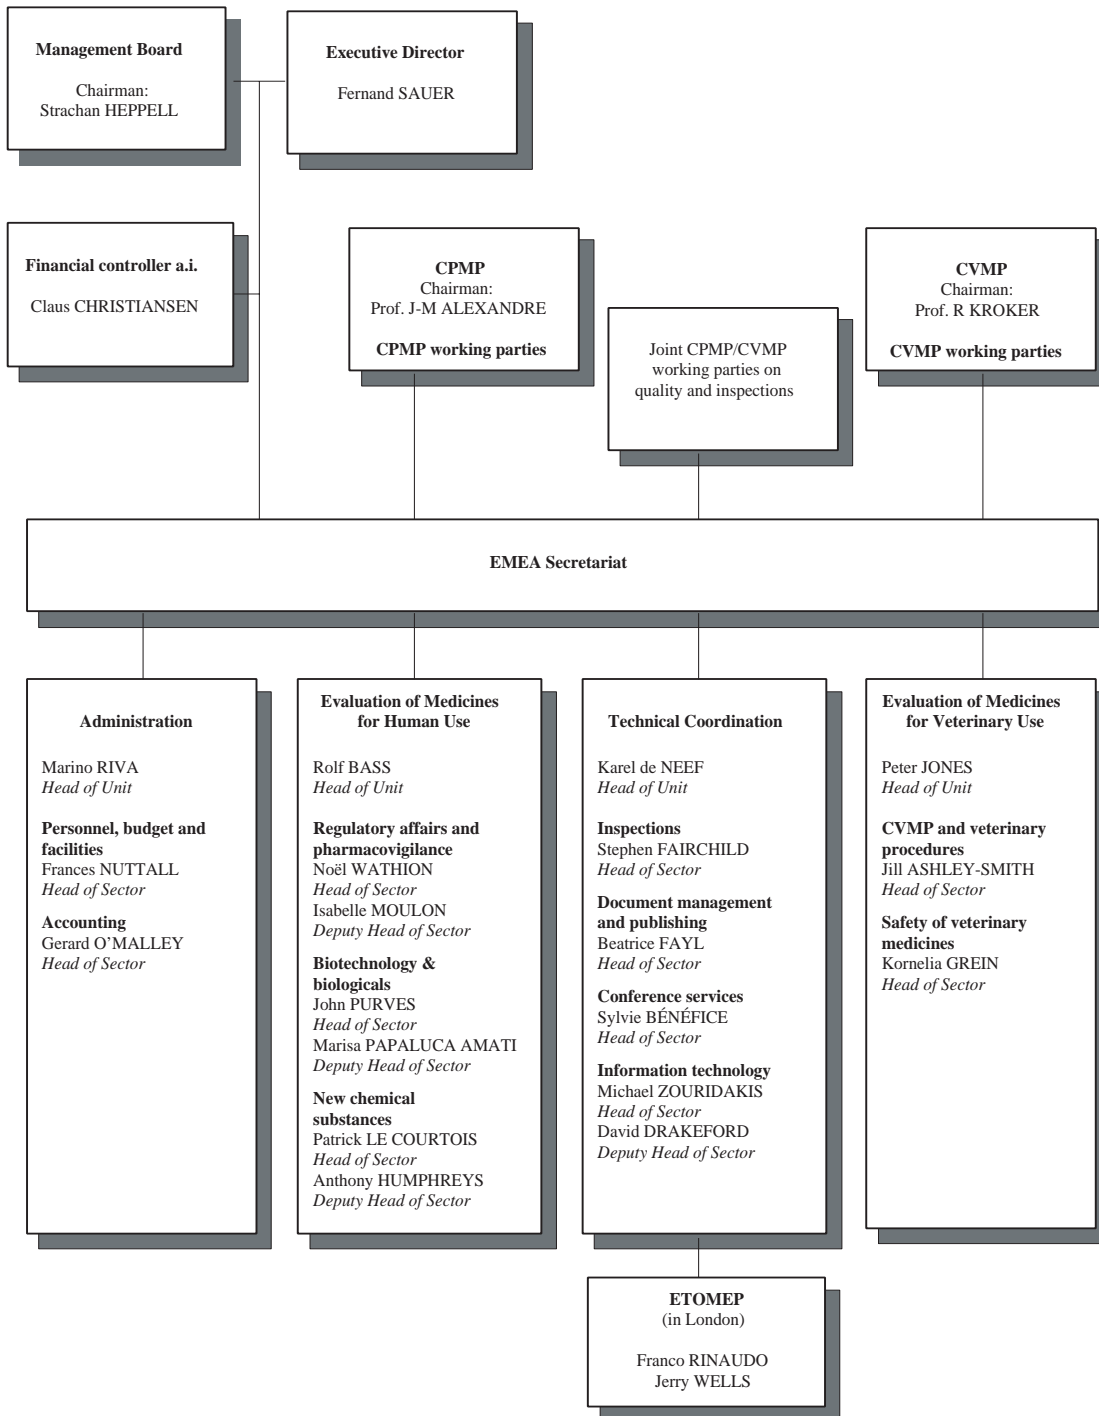 Management Board
Chairman:
Strachan HEPPELL
Executive Director
Fernand SAUER
Financial controller a.i.
Claus CHRISTIANSEN
CPMP
Chairman:
Prof. J-M ALEXANDRE
CPMP working parties
Joint CPMP/CVMP
working parties on
quality and inspections
CVMP
Chairman:
Prof. R KROKER
CVMP working parties
EMEA Secretariat
Administration
Marino RIVA
Head of Unit
Personnel, budget and
facilities
Frances NUTTALL
Head of Sector
Accounting
Gerard O’MALLEY
Head of Sector
Evaluation of Medicines
for Human Use
Rolf BASS
Head of Unit
Regulatory affairs and
pharmacovigilance
Noël WATHION
Head of Sector
Isabelle MOULON
Deputy Head of Sector
Biotechnology &
biologicals
John PURVES
Head of Sector
Marisa PAPALUCA AMATI
Deputy Head of Sector
New chemical
substances
Patrick LE COURTOIS
Head of Sector
Anthony HUMPHREYS
Deputy Head of Sector
Technical Coordination
Karel de NEEF
Head of Unit
Inspections
Stephen FAIRCHILD
Head of Sector
Document management
and publishing
Beatrice FAYL
Head of Sector
Conference services
Sylvie BÉNÉFICE
Head of Sector
Information technology
Michael ZOURIDAKIS
Head of Sector
David DRAKEFORD
Deputy Head of Sector
Evaluation of Medicines
for Veterinary Use
Peter JONES
Head of Unit
CVMP and veterinary
procedures
Jill ASHLEY-SMITH
Head of Sector
Safety of veterinary
medicines
Kornelia GREIN
Head of Sector
ETOMEP
(in London)
Franco RINAUDO
Jerry WELLS